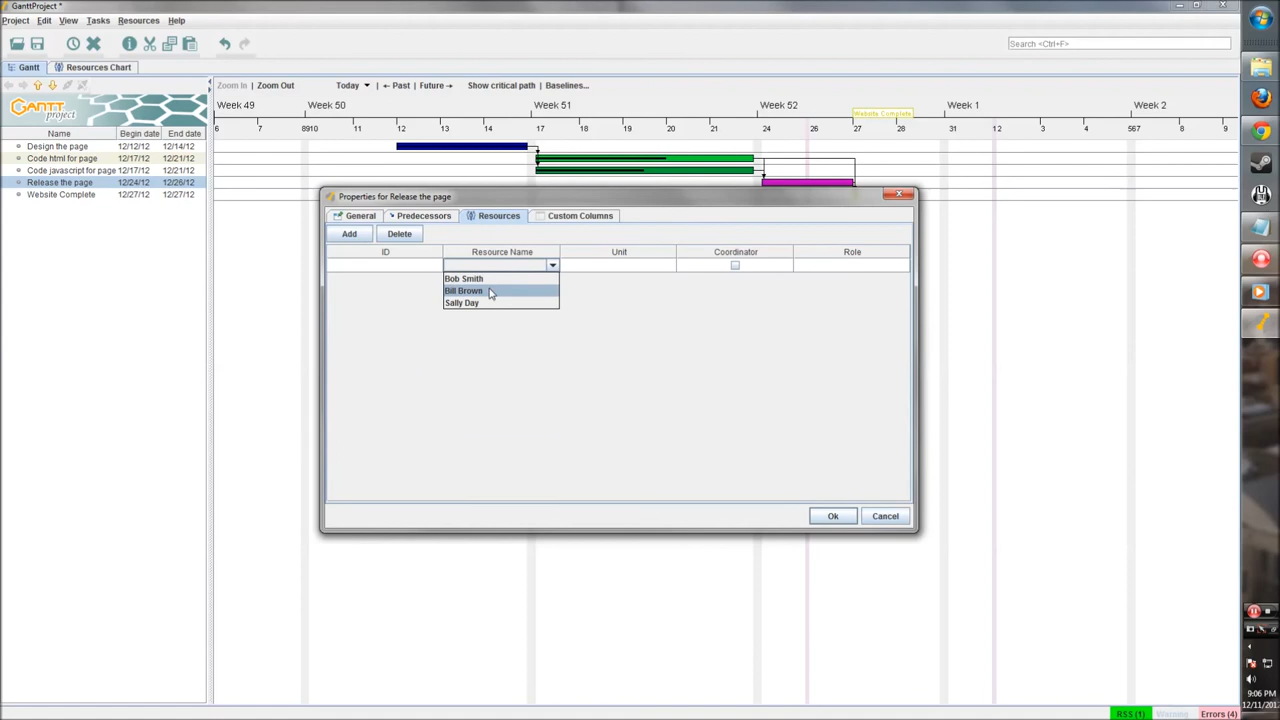 GanttProject *
Project Edit View Tasks Resources Help
Search <Ctrl+F>
Gantt Resources Chart
Zoom In | Zoom Out Today ← Past | Future → Show critical path | Baselines...
GANTT project
Week 49 Week 50 Week 51 Week 52 Week 1 Week 2
Website Complete
6 7 8910 12 13 14 17 18 19 20 21 24 26 27 28 31 1 2 3 4 567 8 9
Name Begin date End date
Design the page 12/12/12 12/14/12
Code html for page 12/17/12 12/21/12
Code javascript for page 12/17/12 12/21/12
Release the page 12/24/12 12/26/12
Website Complete 12/27/12 12/27/12
Properties for Release the page
General Predecessors Resources Custom Columns
Add Delete
ID Resource Name Unit Coordinator Role
Bob Smith
Bill Brown
Sally Day
Ok Cancel
9:06 PM
RSS (1) Warning Errors (4)